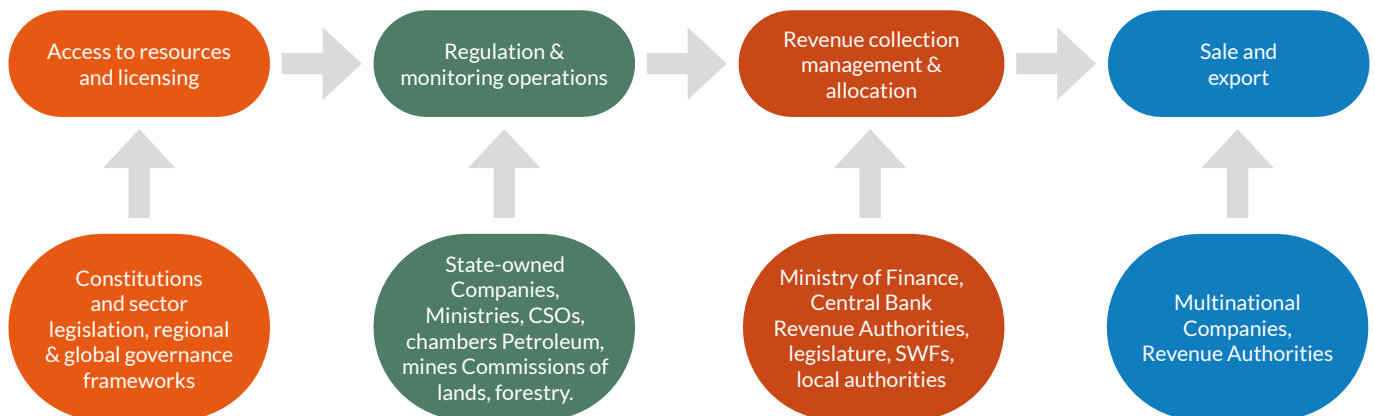 Access to resources
and licensing
Regulation &
monitoring operations
Revenue collection
management &
allocation
Sale and
export
Constitutions
and sector
legislation, regional
& global governance
frameworks
State-owned
Companies,
Ministries, CSOs,
chambers Petroleum,
mines Commissions of
lands, forestry.
Ministry of Finance,
Central Bank
Revenue Authorities,
legislature, SWFs,
local authorities
Multinational
Companies,
Revenue Authorities